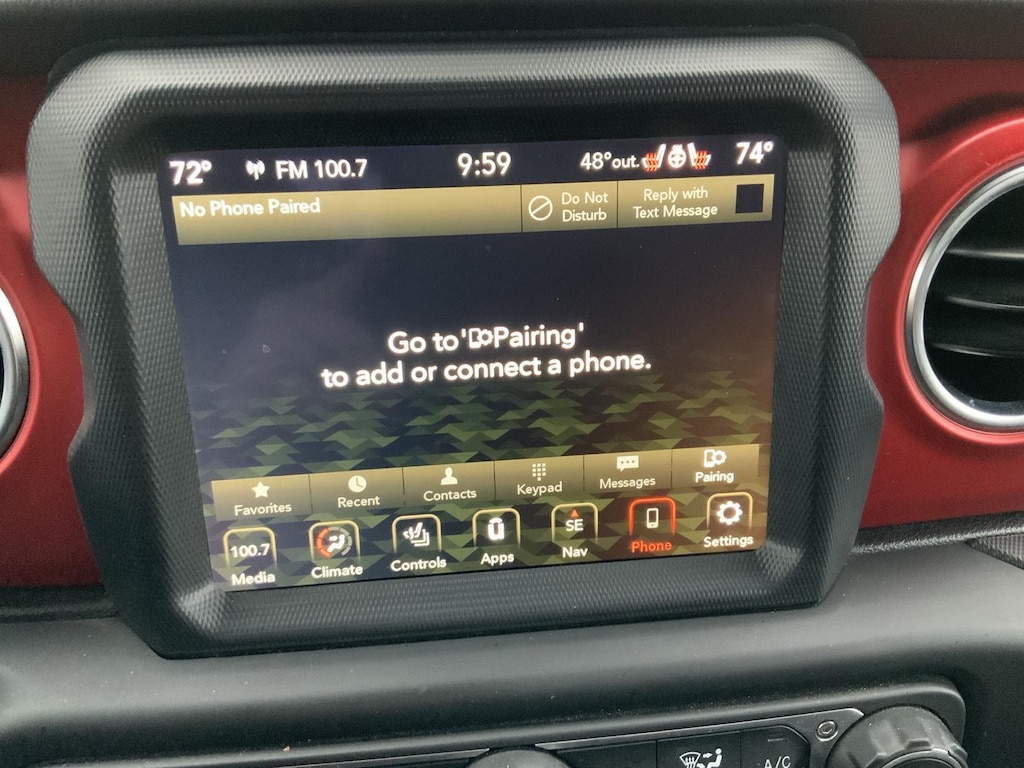 72° FM 100.7 9:59 48°out. 74°
No Phone Paired
Do Not
Disturb
Reply with
Text Message
Go to 'Pairing'
to add or connect a phone.
Favorites Recent Contacts Keypad Messages Pairing
100.7 SE
Media Climate Controls Apps Nav Phone Settings
A/C